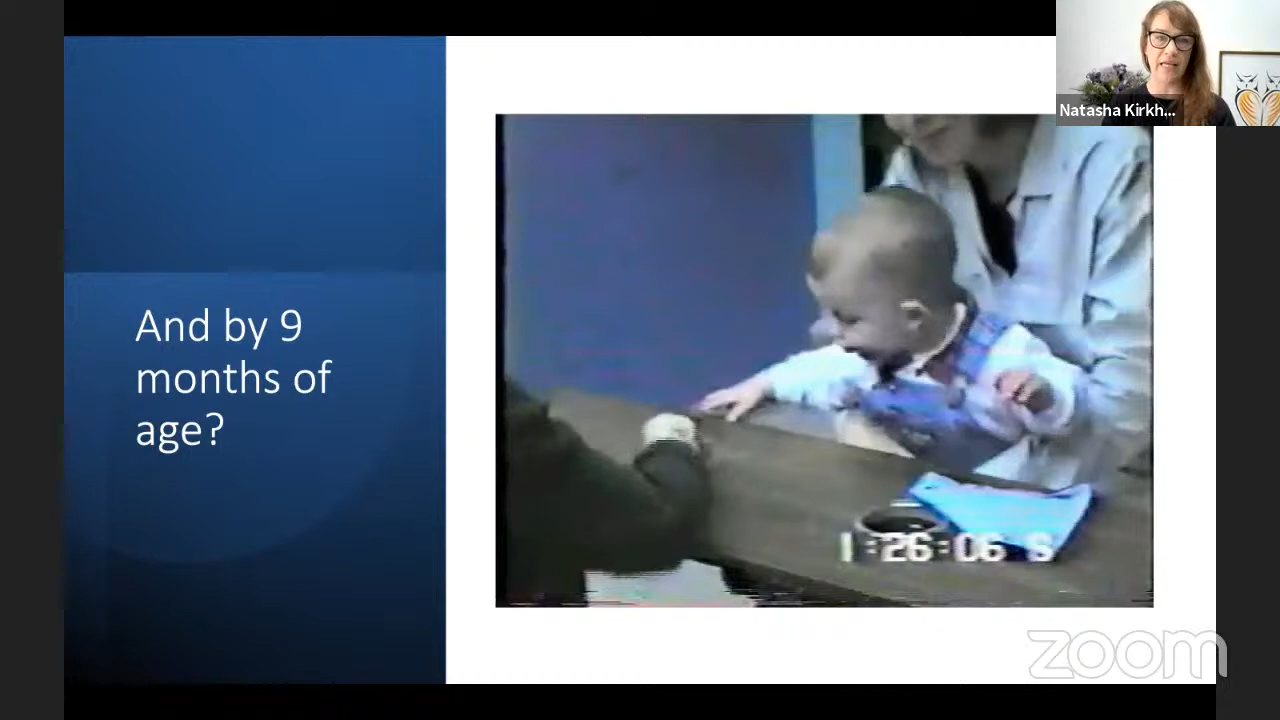 Natasha Kirkh...
And by 9
months of
age?
1:26:06 S
zoom